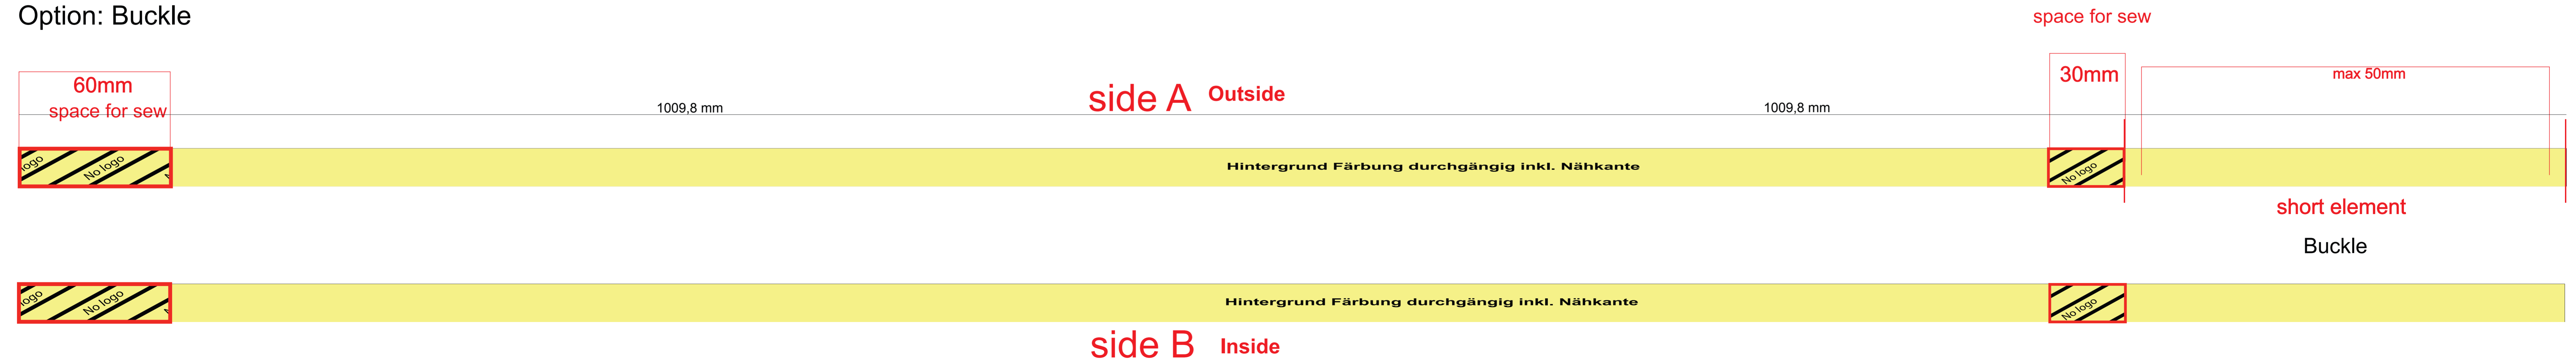 Option: Buckle
space for sew
60mm
space for sew
1009,8 mm
side A Outside
1009,8 mm
30mm
max 50mm
ogo
No logo
N
Hintergrund Färbung durchgängig inkl. Nähkante
No logo
short element
Buckle
ogo
No logo
N
Hintergrund Färbung durchgängig inkl. Nähkante
No logo
side B Inside